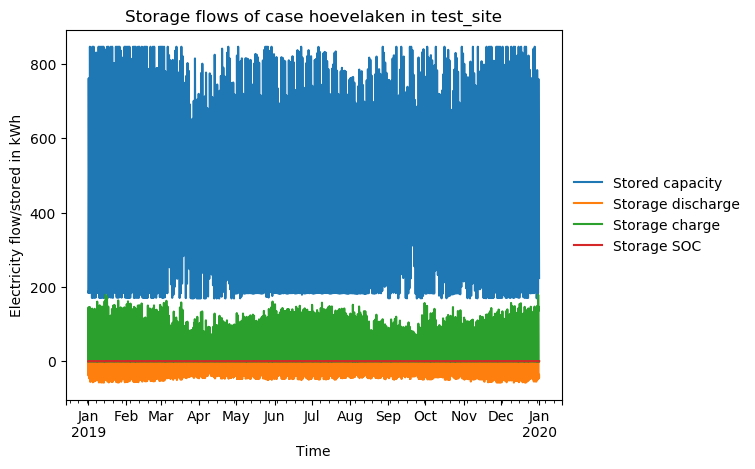 Storage flows of case hoevelaken in test_site
Electricity flow/stored in kWh
800
600
400
200
0
Jan Feb Mar Apr May Jun Jul Aug Sep Oct Nov Dec Jan
2019 2020
Time
Stored capacity
Storage discharge
Storage charge
Storage SOC